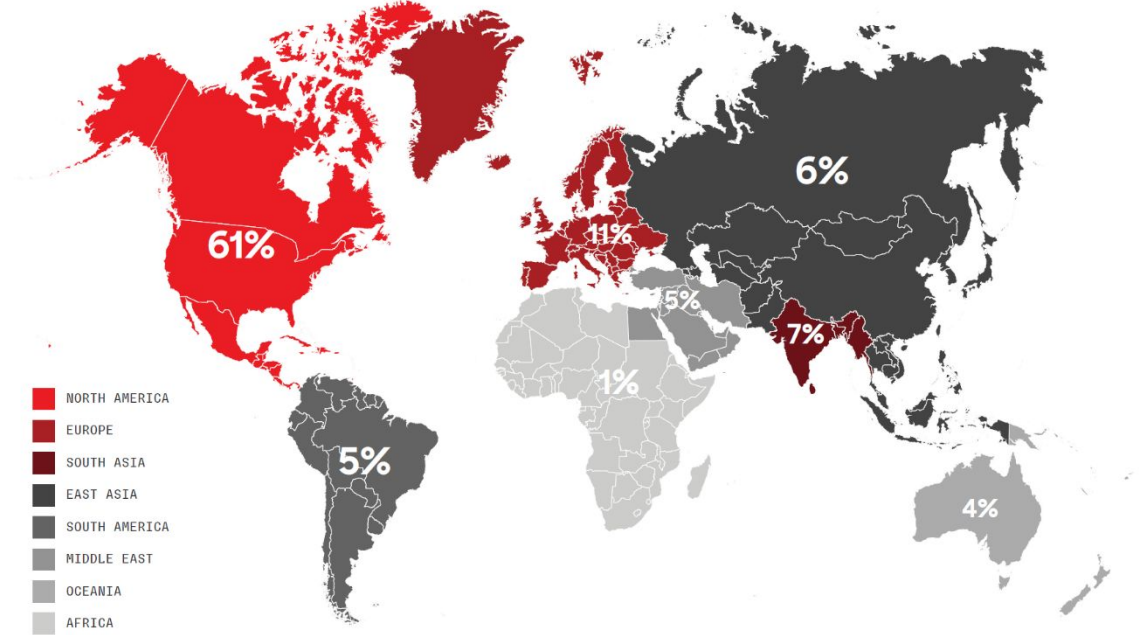 6%
61%
11%
5%
7%
1%
5%
4%
NORTH AMERICA
EUROPE
SOUTH ASIA
EAST ASIA
SOUTH AMERICA
MIDDLE EAST
OCEANIA
AFRICA